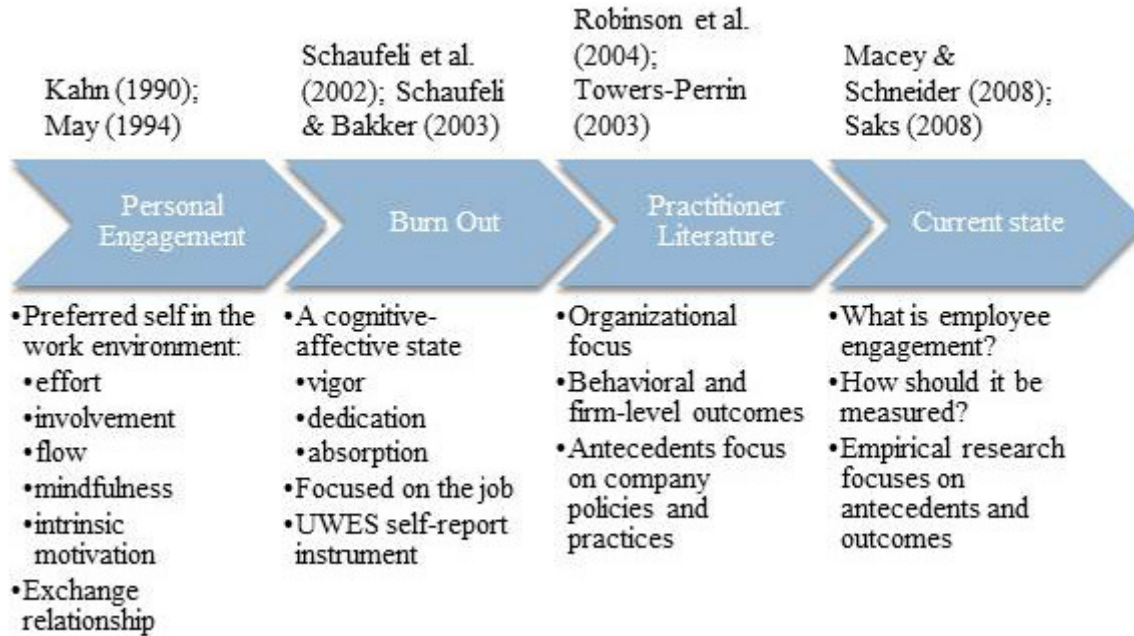 Kahn (1990);
May (1994)
Schaufeli et al.
(2002); Schaufeli
& Bakker (2003)
Robinson et al.
(2004);
Towers-Perrin
(2003)
Macey &
Schneider (2008);
Saks (2008)
Personal
Engagement
Burn Out
Practitioner
Literature
Current state
•Preferred self in the
work environment:
•effort
•involvement
•flow
•mindfulness
•intrinsic
motivation
•Exchange
relationship
•A cognitive-
affective state
•vigor
•dedication
•absorption
•Focused on the job
•UWES self-report
instrument
•Organizational
focus
•Behavioral and
firm-level outcomes
•Antecedents focus
on company
policies and
practices
•What is employee
engagement?
•How should it be
measured?
•Empirical research
focuses on
antecedents and
outcomes